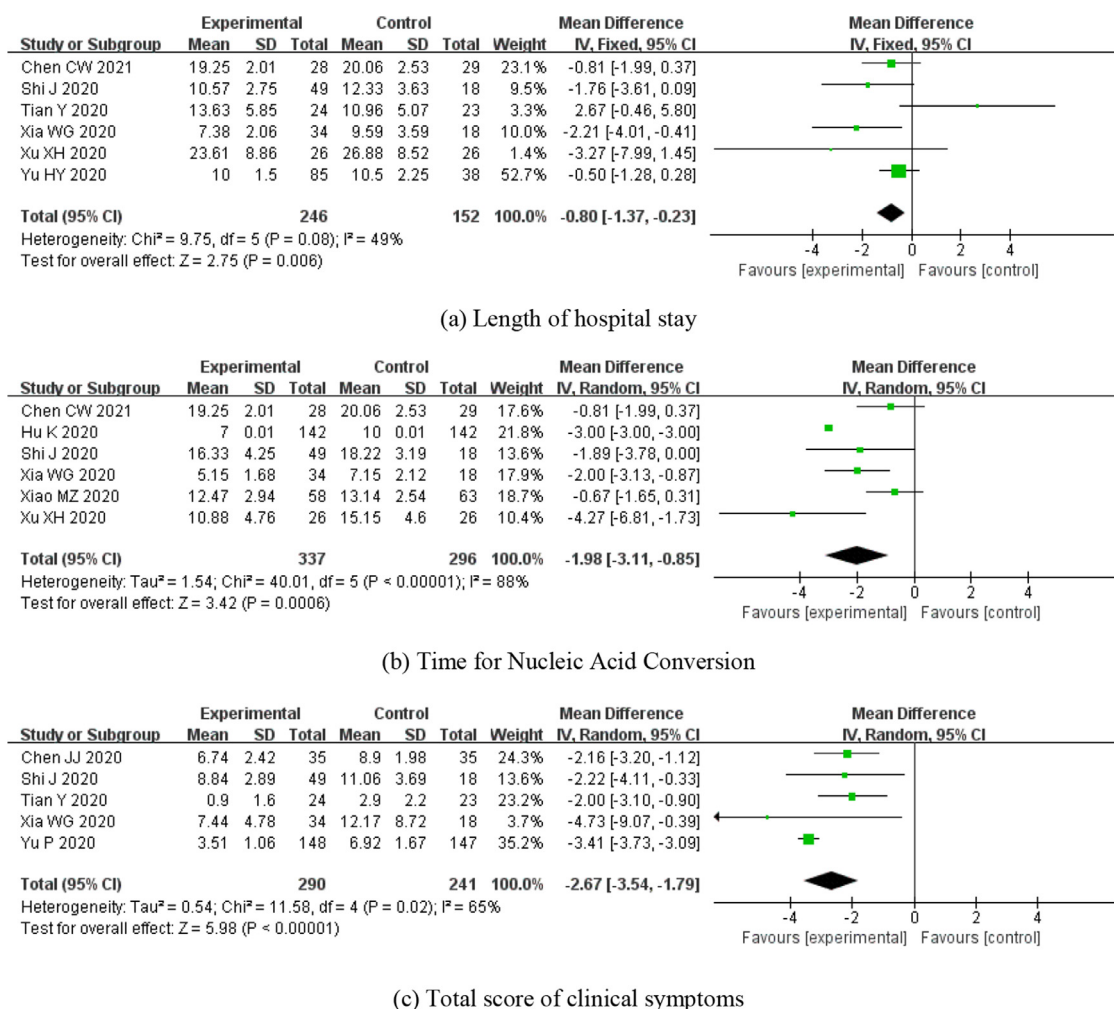 Experimental Control Mean Difference Mean Difference
Study or Subgroup Mean SD Total Mean SD Total Weight IV, Fixed, 95% CI IV, Fixed, 95% CI
Chen CW 2021 19.25 2.01 28 20.06 2.53 29 23.1% -0.81 [-1.99, 0.37]
Shi J 2020 10.57 2.75 49 12.33 3.63 18 9.5% -1.76 [-3.61, 0.09]
Tian Y 2020 13.63 5.85 24 10.96 5.07 23 3.3% 2.67 [-0.46, 5.80]
Xia WG 2020 7.38 2.06 34 9.59 3.59 18 10.0% -2.21 [-4.01, -0.41]
Xu XH 2020 23.61 8.86 26 26.88 8.52 26 1.4% -3.27 [-7.99, 1.45]
Yu HY 2020 10 1.5 85 10.5 2.25 38 52.7% -0.50 [-1.28, 0.28]
Total (95% CI) 246 152 100.0% -0.80 [-1.37, -0.23]
Heterogeneity: Chi² = 9.75, df = 5 (P = 0.08); I² = 49%
Test for overall effect: Z = 2.75 (P = 0.006)
-4 -2 0 2 4
Favours [experimental] Favours [control]
(a) Length of hospital stay
Experimental Control Mean Difference Mean Difference
Study or Subgroup Mean SD Total Mean SD Total Weight IV, Random, 95% CI IV, Random, 95% CI
Chen CW 2021 19.25 2.01 28 20.06 2.53 29 17.6% -0.81 [-1.99, 0.37]
Hu K 2020 7 0.01 142 10 0.01 142 21.8% -3.00 [-3.00, -3.00]
Shi J 2020 16.33 4.25 49 18.22 3.19 18 13.6% -1.89 [-3.78, 0.00]
Xia WG 2020 5.15 1.68 34 7.15 2.12 18 17.9% -2.00 [-3.13, -0.87]
Xiao MZ 2020 12.47 2.94 58 13.14 2.54 63 18.7% -0.67 [-1.65, 0.31]
Xu XH 2020 10.88 4.76 26 15.15 4.6 26 10.4% -4.27 [-6.81, -1.73]
Total (95% CI) 337 296 100.0% -1.98 [-3.11, -0.85]
Heterogeneity: Tau² = 1.54; Chi² = 40.01, df = 5 (P < 0.00001); I² = 88%
Test for overall effect: Z = 3.42 (P = 0.0006)
-4 -2 0 2 4
Favours [experimental] Favours [control]
(b) Time for Nucleic Acid Conversion
Experimental Control Mean Difference Mean Difference
Study or Subgroup Mean SD Total Mean SD Total Weight IV, Random, 95% CI IV, Random, 95% CI
Chen JJ 2020 6.74 2.42 35 8.9 1.98 35 24.3% -2.16 [-3.20, -1.12]
Shi J 2020 8.84 2.89 49 11.06 3.69 18 13.6% -2.22 [-4.11, -0.33]
Tian Y 2020 0.9 1.6 24 2.9 2.2 23 23.2% -2.00 [-3.10, -0.90]
Xia WG 2020 7.44 4.78 34 12.17 8.72 18 3.7% -4.73 [-9.07, -0.39]
Yu P 2020 3.51 1.06 148 6.92 1.67 147 35.2% -3.41 [-3.73, -3.09]
Total (95% CI) 290 241 100.0% -2.67 [-3.54, -1.79]
Heterogeneity: Tau² = 0.54; Chi² = 11.58, df = 4 (P = 0.02); I² = 65%
Test for overall effect: Z = 5.98 (P < 0.00001)
-4 -2 0 2 4
Favours [experimental] Favours [control]
(c) Total score of clinical symptoms